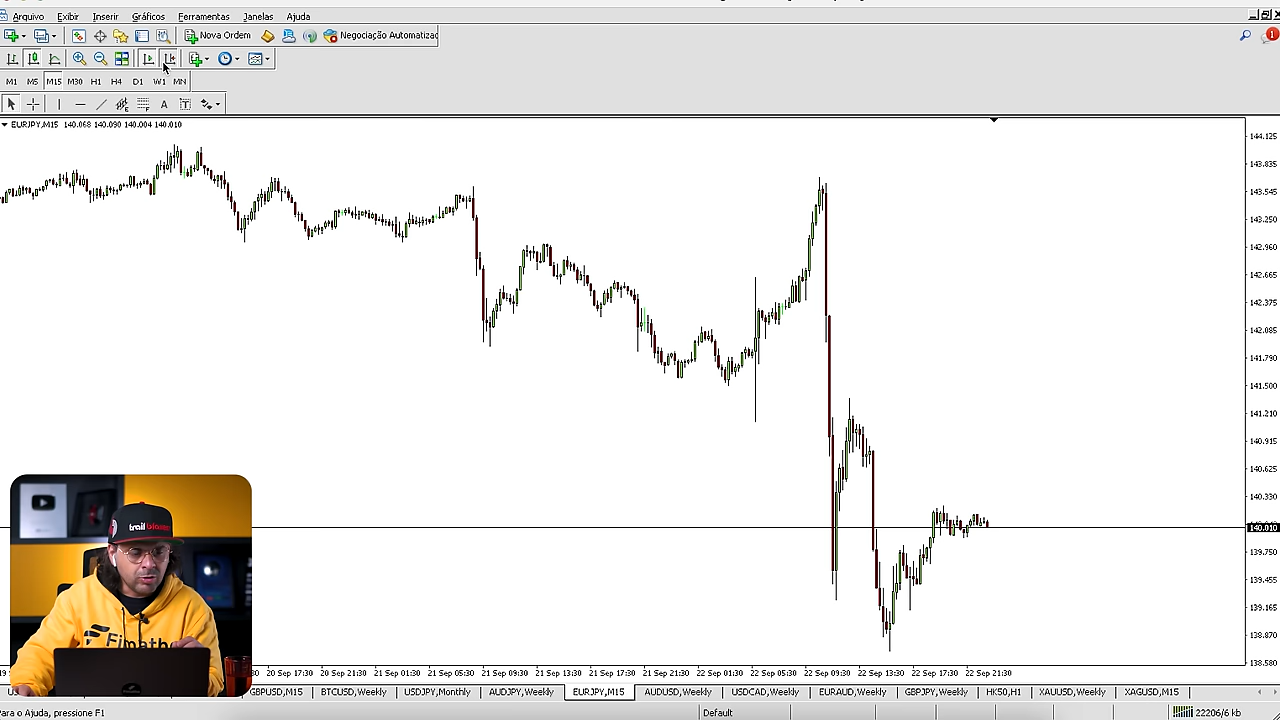 Arquivo Exibir Inserir Gráficos Ferramentas Janelas Ajuda
Nova Ordem Negociação Automatizac 1
M1 M5 M15 M30 H1 H4 D1 W1 MN
A T
EURJPY,M15 140.068 140.090 140.004 140.010
144.125
143.835
143.545
143.250
142.960
142.665
142.375
142.085
141.790
141.500
141.210
140.915
140.625
140.330
140.010
139.750
139.455
139.165
138.870
138.580
trail blazer
Fimathe
20 Sep 17:30 20 Sep 21:30 21 Sep 01:30 21 Sep 05:30 21 Sep 09:30 21 Sep 13:30 21 Sep 17:30 21 Sep 21:30 22 Sep 01:30 22 Sep 05:30 22 Sep 09:30 22 Sep 13:30 22 Sep 17:30 22 Sep 21:30
GBPUSD,M15 BTCUSD,Weekly USDJPY,Monthly AUDJPY,Weekly EURJPY,M15 AUDUSD,Weekly USDCAD,Weekly EURAUD,Weekly GBPJPY,Weekly HK50,H1 XAUUSD,Weekly XAGUSD,M15
Para o Ajuda, pressione F1 Default 22206/6 kb